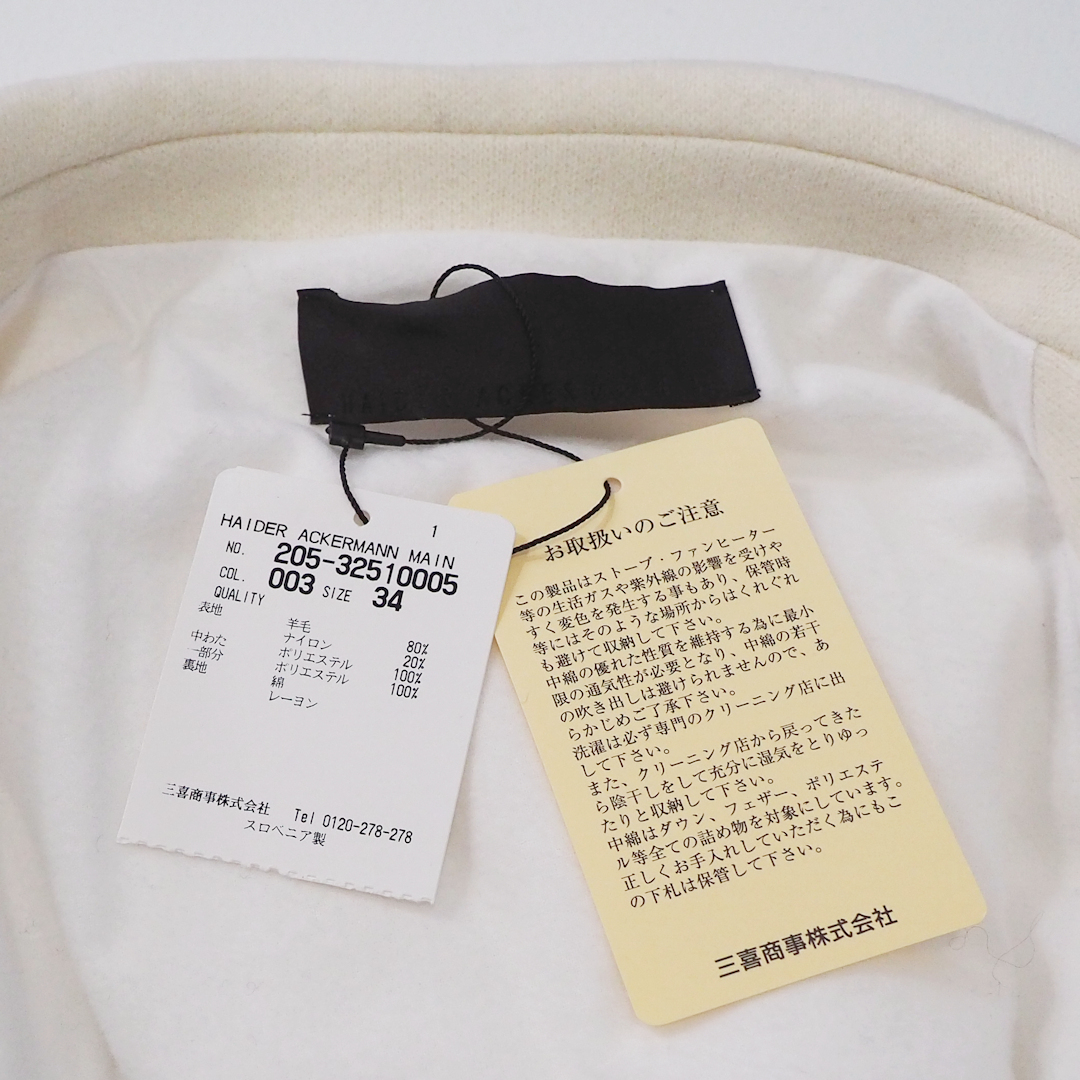 HAIDER ACKERMANN MAIN 1
NO. 205-32510005
COL. 003 SIZE 34
QUALITY
表地 羊毛 80%
ナイロン 20%
中わた ポリエステル 100%
一部分 ポリエステル 100%
裏地 綿
レーヨン
三喜商事株式会社 Tel 0120-278-278
スロベニア製
お取扱いのご注意
この製品はストーブ・ファンヒーター
等の生活ガスや紫外線の影響を受けや
すく変色を発生する事もあり、保管時
等にはそのような場所からはくれぐれ
も避けて収納して下さい。
中綿の優れた性質を維持する為に最小
限の通気性が必要となり、中綿の若干
の吹き出しは避けられませんので、あ
らかじめご了承下さい。
洗濯は必ず専門のクリーニング店に出
して下さい。
また、クリーニング店から戻ってきた
ら陰干しをして充分に湿気をとりゆっ
たりと収納して下さい。
中綿はダウン、フェザー、ポリエステ
ル等全ての詰め物を対象にしています。
正しくお手入れしていただく為にもこ
の下札は保管して下さい。
三喜商事株式会社